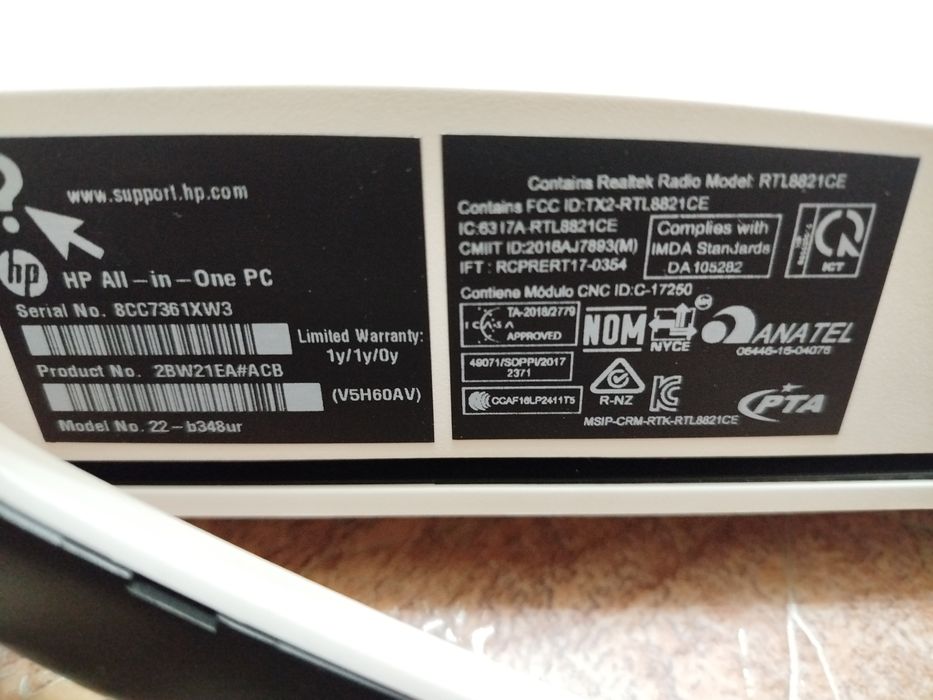 ?
www.support.hp.com
hp
HP All-in-One PC
Serial No. 8CC7361XW3
Limited Warranty:
1y/1y/0y
Product No. 2BW21EA#ACB
(V5H60AV)
Model No. 22-b348ur
Contains Realtek Radio Model: RTL8821CE
Contains FCC ID:TX2-RTL8821CE
IC:6317A-RTL8821CE
CMIIT ID:2016AJ7893(M)
IFT : RCPRERT17-0354
Complies with
IMDA Standards
DA105282
ICT
Contiene Módulo CNC ID:C-17250
ICASA
TA-2016/2779
APPROVED
NOM
NYCE
ANATEL
06446-16-04076
49071/SDPPI/2017
2371
R-NZ
CCAF16LP2411T5
PTA
MSIP-CRM-RTK-RTL8821CE